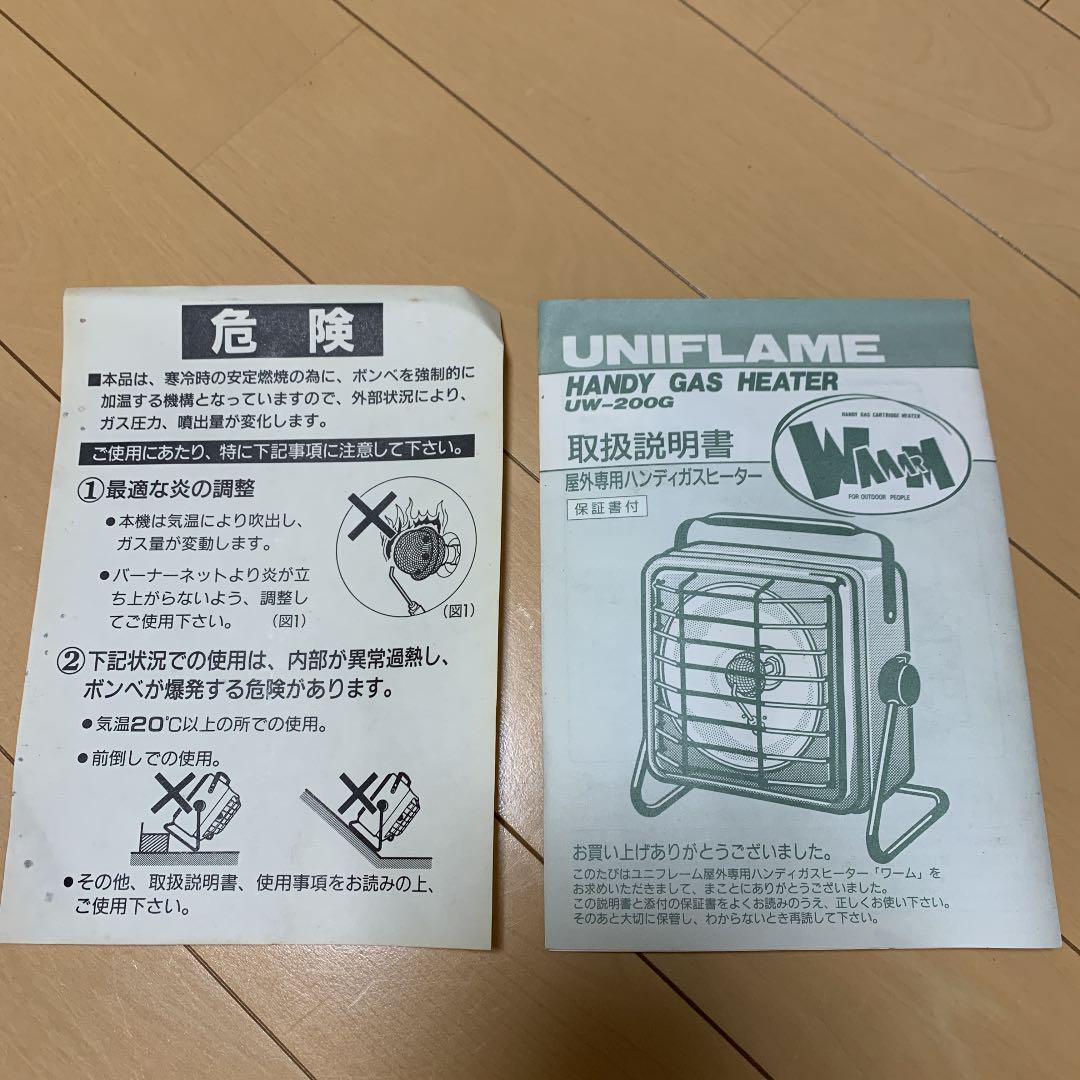 危険
■本品は、寒冷時の安定燃焼の為に、ボンベを強制的に
加温する機構となっていますので、外部状況により、
ガス圧力、噴出量が変化します。
ご使用にあたり、特に下記事項に注意して下さい。
①最適な炎の調整
●本機は気温により吹出し、
ガス量が変動します。
●バーナーネットより炎が立
ち上がらないよう、調整し
てご使用下さい。 (図1)
(図1)
②下記状況での使用は、内部が異常過熱し、
ボンベが爆発する危険があります。
●気温20℃以上の所での使用。
●前倒しでの使用。
●その他、取扱説明書、使用事項をお読みの上、
ご使用下さい。
UNIFLAME
HANDY GAS HEATER
UW-200G
取扱説明書
屋外専用ハンディガスヒーター
保証書付
HANDY GAS CARTRIDGE HEATER
WAAARM
FOR OUTDOOR PEOPLE
お買い上げありがとうございました。
このたびはユニフレーム屋外専用ハンディガスヒーター「ワーム」を
お求めいただきまして、まことにありがとうございました。
この説明書と添付の保証書をよくお読みのうえ、正しくお使い下さい。
そのあと大切に保管し、わからないとき再読して下さい。